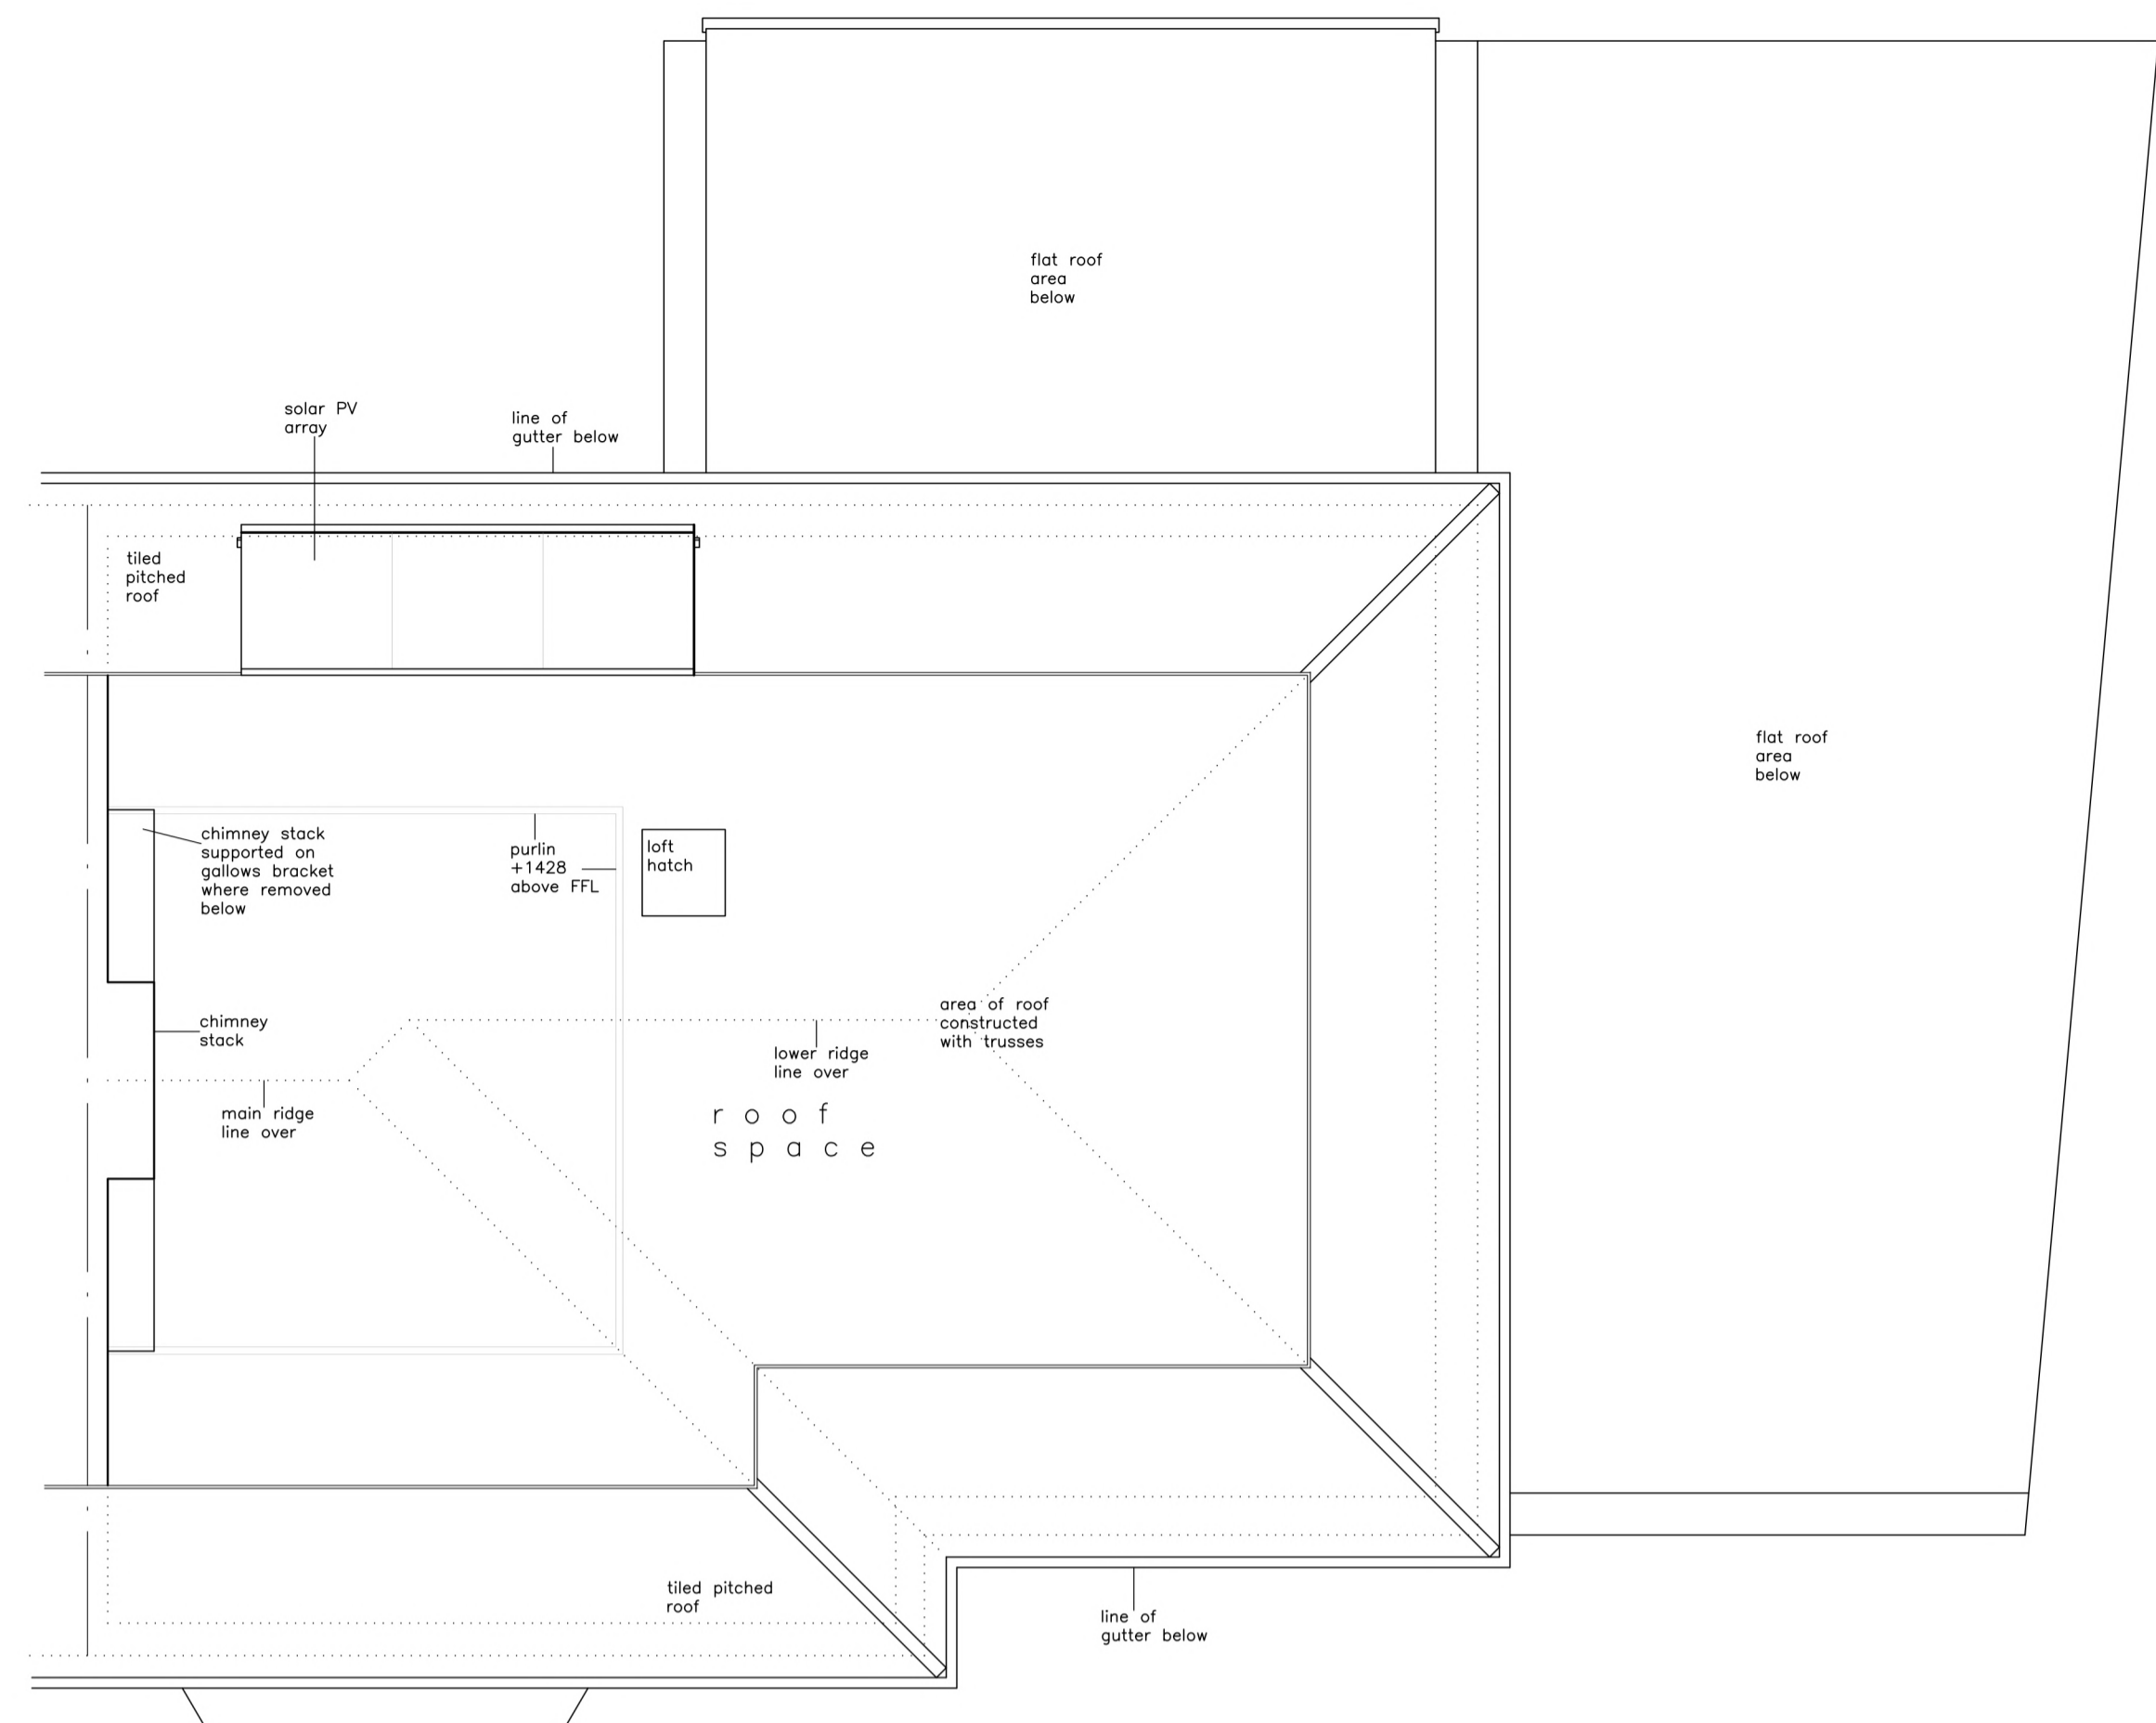 flat roof
area
below
solar PV
array
line of
gutter below
tiled
pitched
roof
flat roof
area
below
chimney stack
supported on
gallows bracket
where removed
below
purlin
+1428
above FFL
loft
hatch
area of roof
constructed
with trusses
chimney
stack
lower ridge
line over
main ridge
line over
roof
space
tiled pitched
roof
line of
gutter below